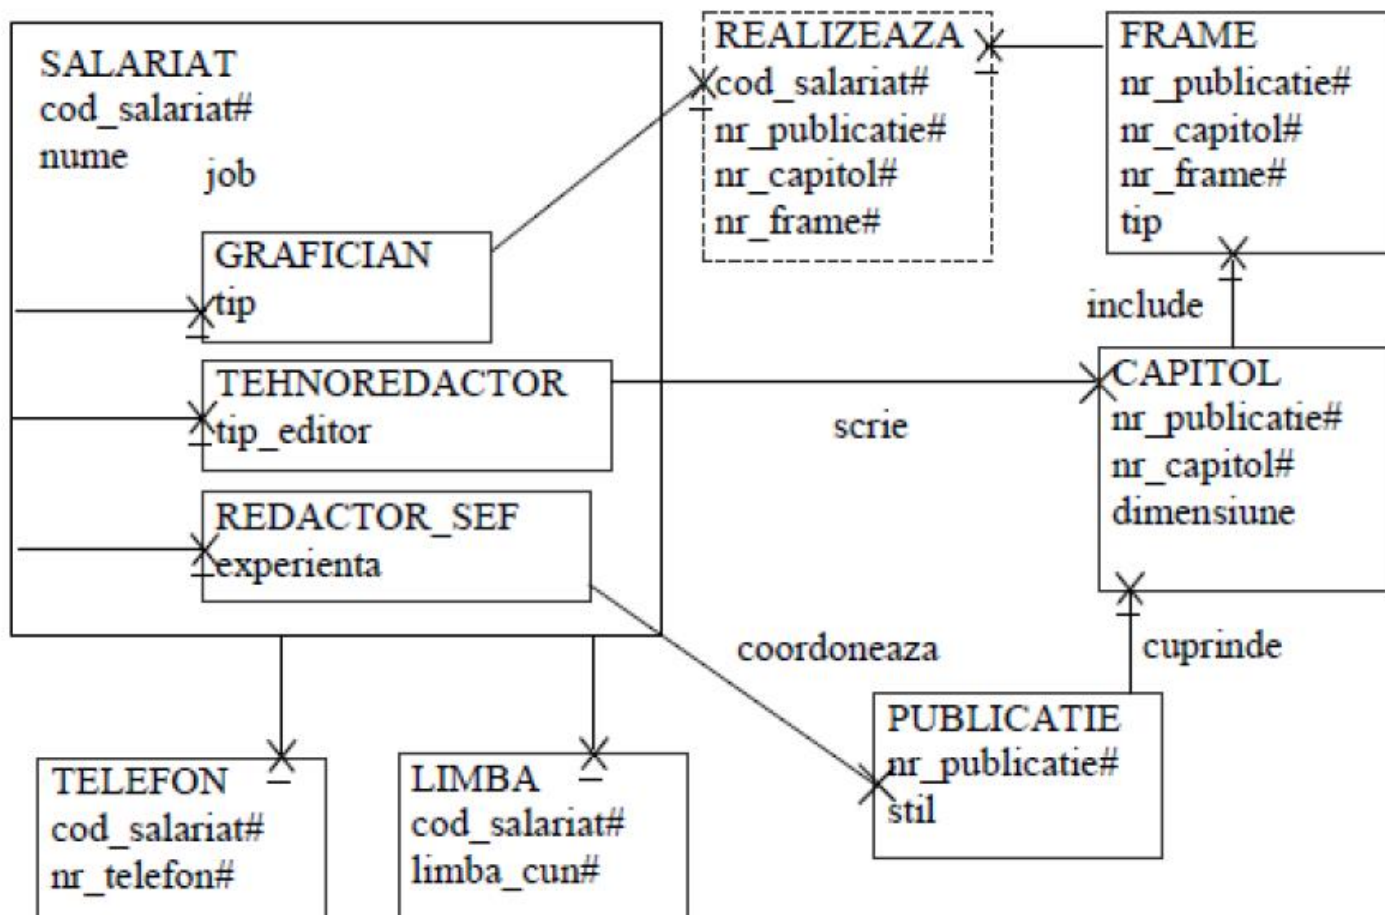 SALARIAT
cod_salariat#
nume
job
GRAFICIAN
tip
TEHNOREDACTOR
tip_editor
REDACTOR_SEF
experienta
REALIZEAZA
cod_salariat#
nr_publicatie#
nr_capitol#
nr_frame#
FRAME
nr_publicatie#
nr_capitol#
nr_frame#
tip
include
scrie
CAPITOL
nr_publicatie#
nr_capitol#
dimensiune
coordoneaza
cuprinde
PUBLICATIE
nr_publicatie#
stil
TELEFON
cod_salariat#
nr_telefon#
LIMBA
cod_salariat#
limba_cun#